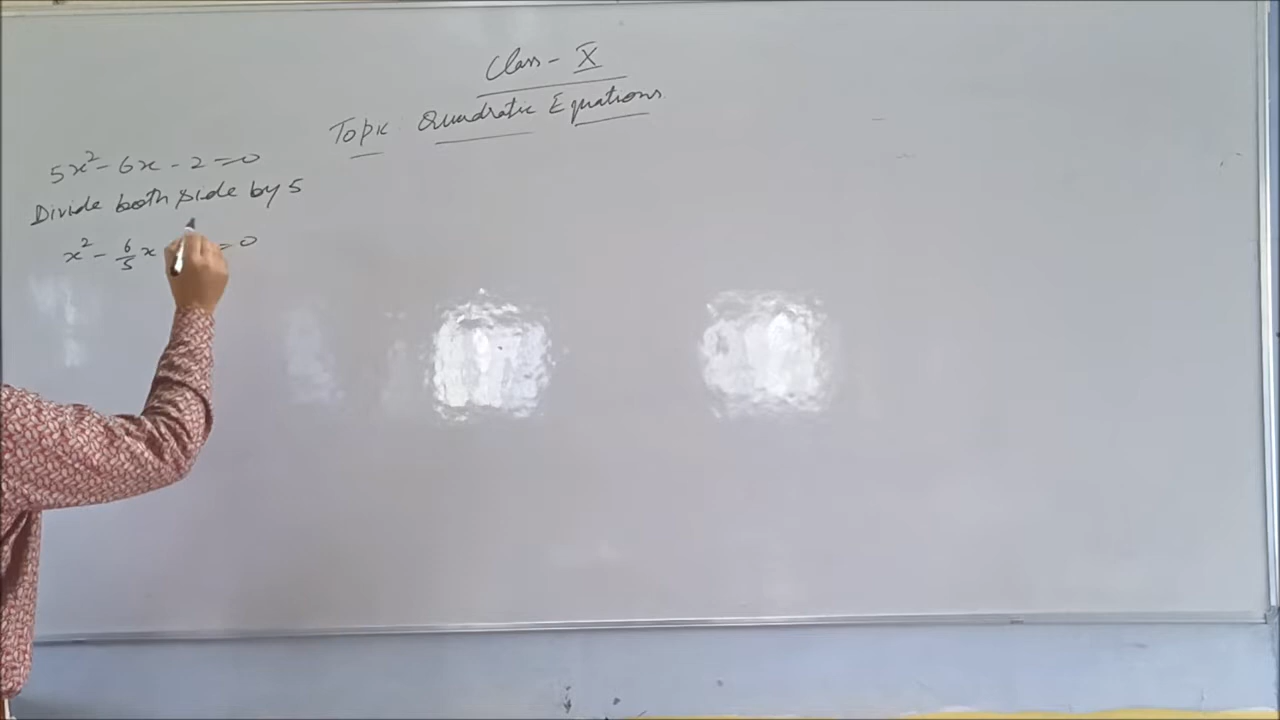 Class - X
Topic : Quadratic Equations
5x² - 6x - 2 = 0
Divide both side by 5
x² - 6/5 x = 0